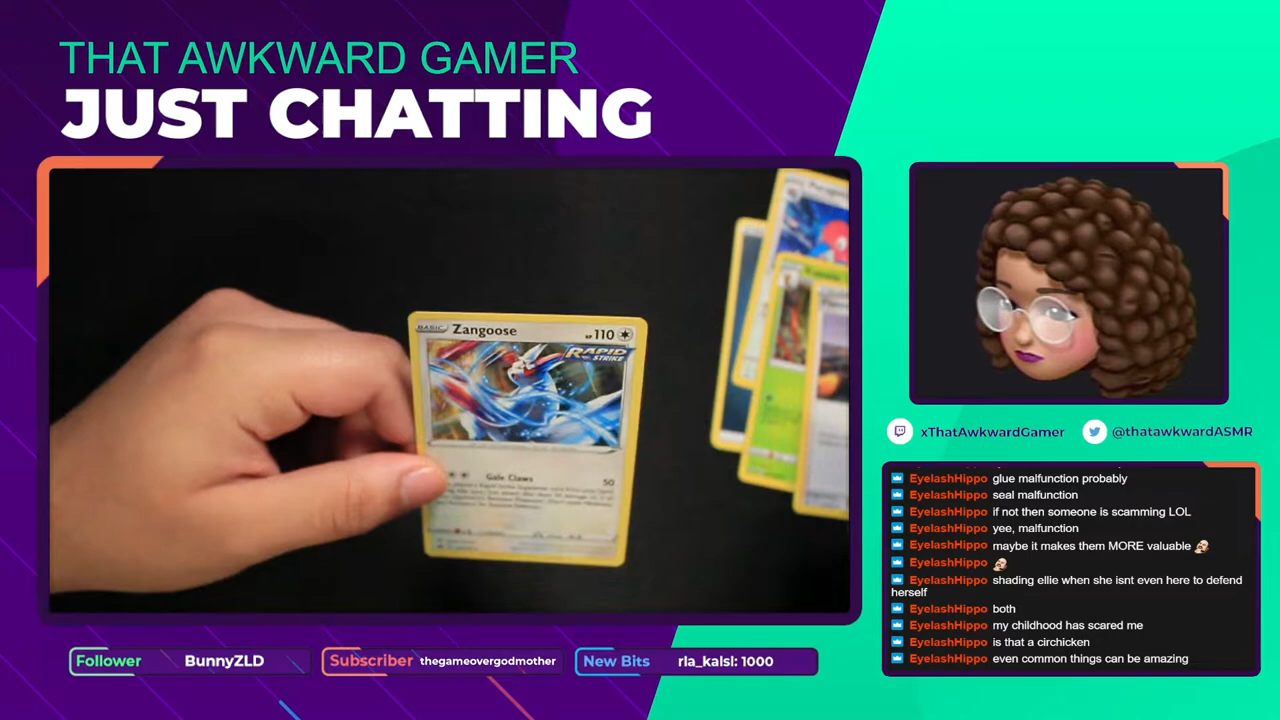 THAT AWKWARD GAMER
JUST CHATTING
BASIC
Zangoose
HP 110
RAPID
STRIKE
Gale Claws 50
xThatAwkwardGamer
@thatawkwardASMR
EyelashHippo glue malfunction probably
EyelashHippo seal malfunction
EyelashHippo if not then someone is scamming LOL
EyelashHippo yee, malfunction
EyelashHippo maybe it makes them MORE valuable
EyelashHippo
EyelashHippo shading ellie when she isnt even here to defend
herself
EyelashHippo both
EyelashHippo my childhood has scared me
EyelashHippo is that a circhicken
EyelashHippo even common things can be amazing
Follower BunnyZLD
Subscriber thegameovergodmother
New Bits rla_kalsl: 1000